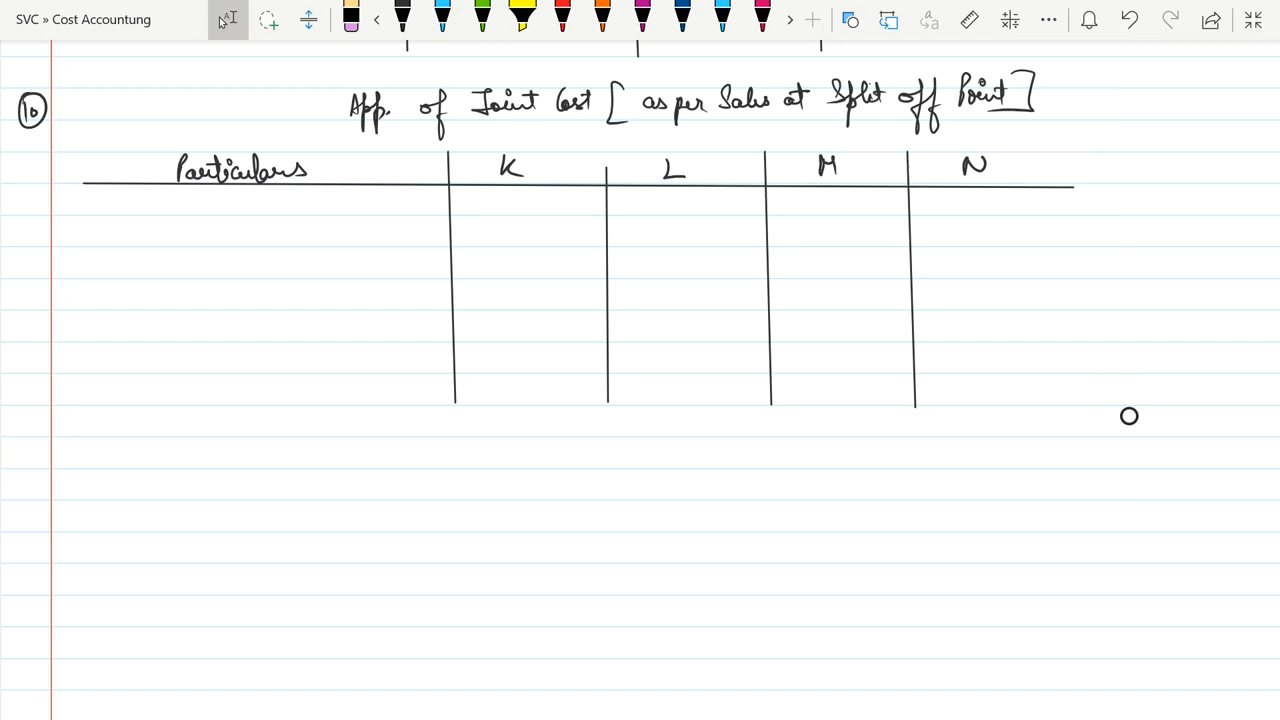 SVC » Cost Accountung
10 App. of Joint Cost [ as per Sales at Split off Point ]
Particulars K L M N